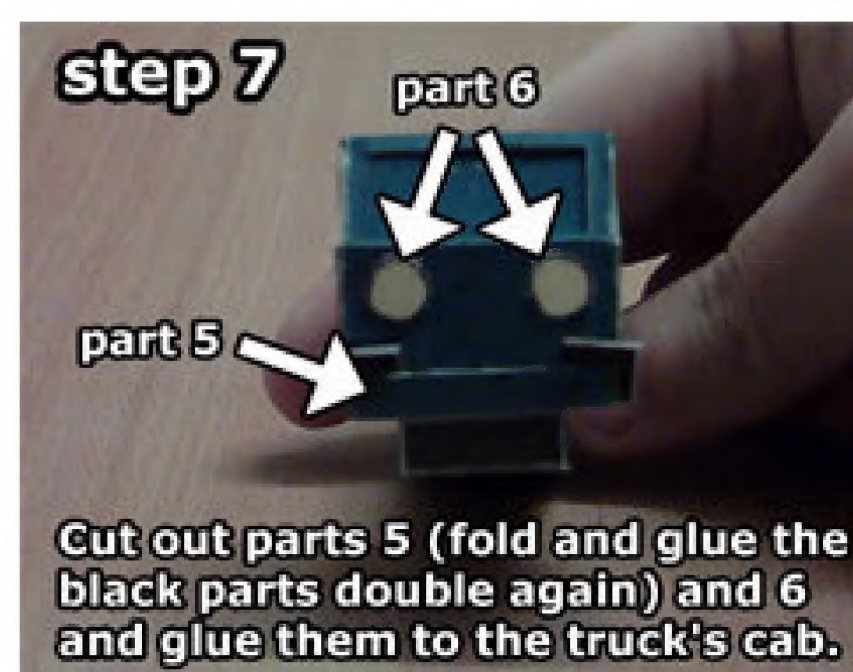 step 7
part 6
part 5
Cut out parts 5 (fold and glue the
black parts double again) and 6
and glue them to the truck's cab.